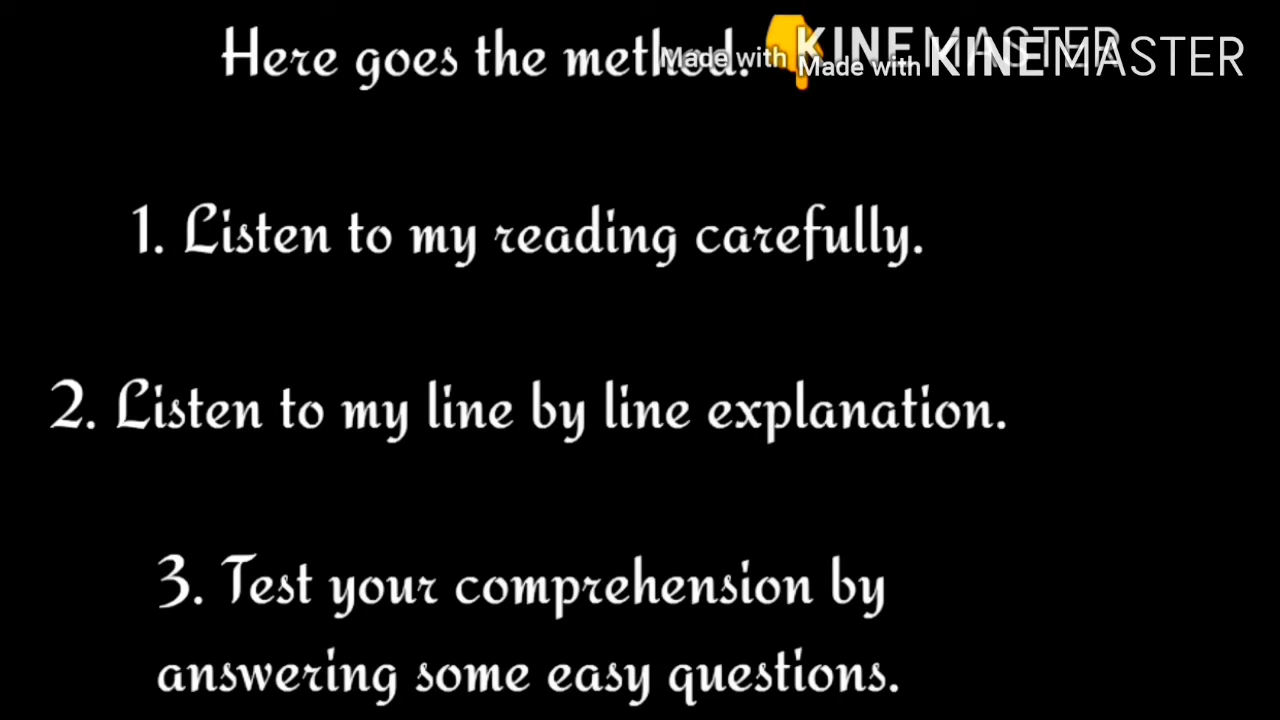 Here goes the method.👇
Made with KINEMASTER
Made with KINEMASTER
1. Listen to my reading carefully.
2. Listen to my line by line explanation.
3. Test your comprehension by
answering some easy questions.